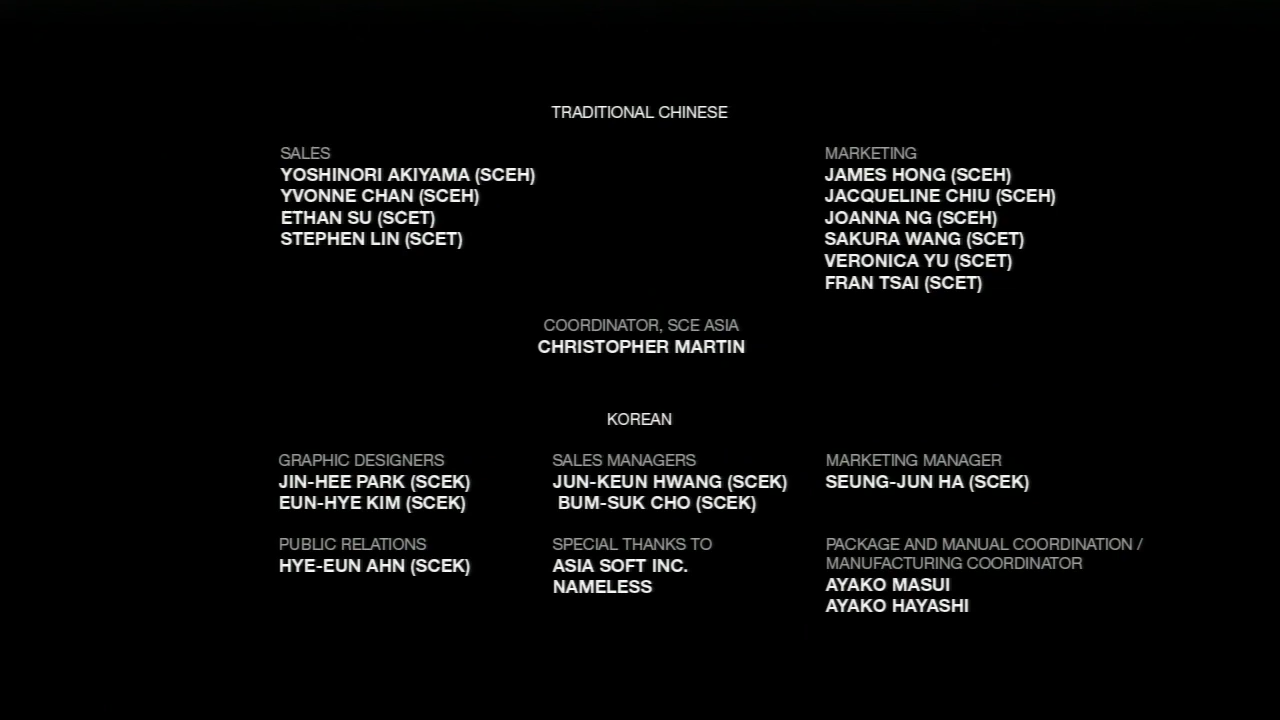 TRADITIONAL CHINESE
SALES
YOSHINORI AKIYAMA (SCEH)
YVONNE CHAN (SCEH)
ETHAN SU (SCET)
STEPHEN LIN (SCET)
MARKETING
JAMES HONG (SCEH)
JACQUELINE CHIU (SCEH)
JOANNA NG (SCEH)
SAKURA WANG (SCET)
VERONICA YU (SCET)
FRAN TSAI (SCET)
COORDINATOR, SCE ASIA
CHRISTOPHER MARTIN
KOREAN
GRAPHIC DESIGNERS
JIN-HEE PARK (SCEK)
EUN-HYE KIM (SCEK)
SALES MANAGERS
JUN-KEUN HWANG (SCEK)
BUM-SUK CHO (SCEK)
MARKETING MANAGER
SEUNG-JUN HA (SCEK)
PUBLIC RELATIONS
HYE-EUN AHN (SCEK)
SPECIAL THANKS TO
ASIA SOFT INC.
NAMELESS
PACKAGE AND MANUAL COORDINATION /
MANUFACTURING COORDINATOR
AYAKO MASUI
AYAKO HAYASHI